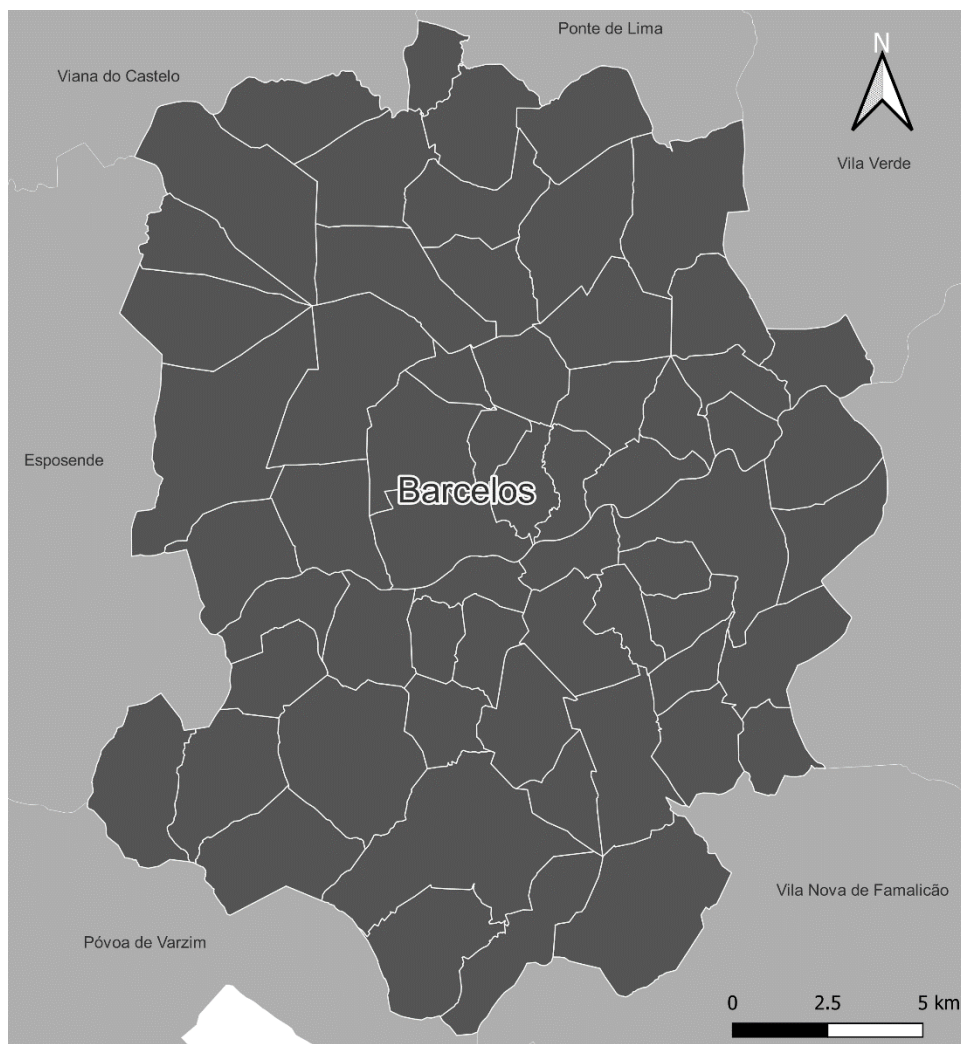 Ponte de Lima
N
Viana do Castelo
Vila Verde
Esposende
Barcelos
Vila Nova de Famalicão
Póvoa de Varzim
0 2.5 5 km